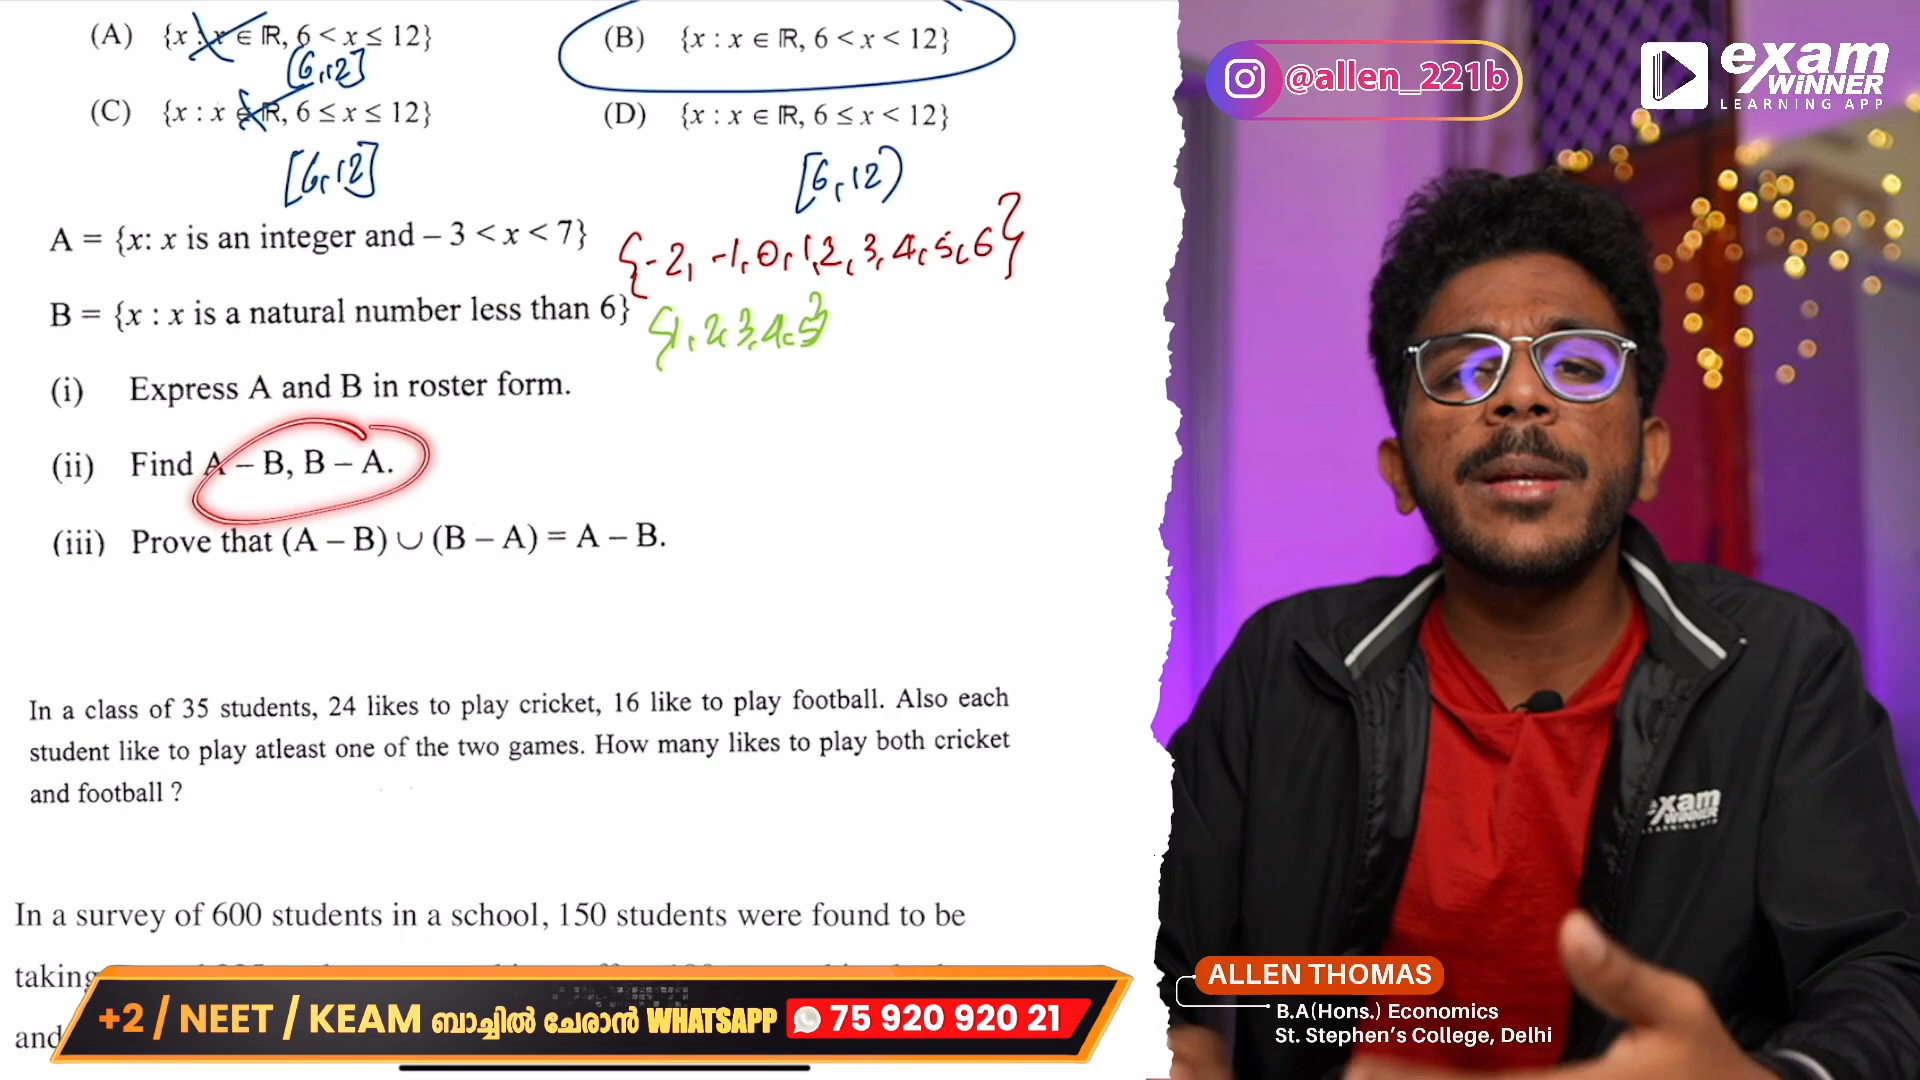 (A) {x : x ∈ ℝ, 6 < x ≤ 12}
(B) {x : x ∈ ℝ, 6 < x < 12}
(6,12]
(C) {x : x ∈ ℝ, 6 ≤ x ≤ 12}
(D) {x : x ∈ ℝ, 6 ≤ x < 12}
[6,12]
[6,12)
A = {x: x is an integer and – 3 < x < 7}
{-2, -1, 0, 1, 2, 3, 4, 5, 6}
B = {x : x is a natural number less than 6}
{1, 2, 3, 4, 5}
(i) Express A and B in roster form.
(ii) Find A – B, B – A.
(iii) Prove that (A – B) ∪ (B – A) = A – B.
In a class of 35 students, 24 likes to play cricket, 16 like to play football. Also each
student like to play atleast one of the two games. How many likes to play both cricket
and football ?
In a survey of 600 students in a school, 150 students were found to be
taking
and
+2 / NEET / KEAM ബാച്ചിൽ ചേരാൻ WHATSAPP 75 920 920 21
@allen_221b
exam
WINNER
LEARNING APP
exam
WINNER
LEARNING APP
ALLEN THOMAS
B.A(Hons.) Economics
St. Stephen's College, Delhi